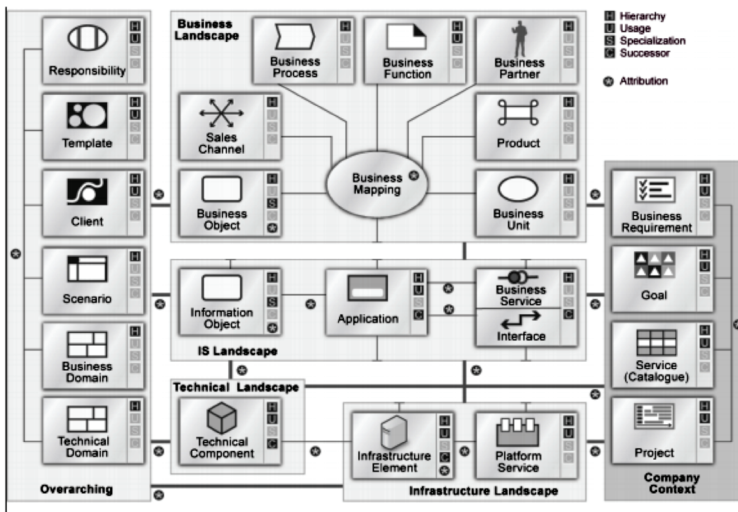 Business
Landscape
H Hierarchy
U Usage
S Specialization
C Successor
Attribution
Responsibility
H
U
Business
Process
H
Business
Function
H
U
Business
Partner
H
Template
H
U
Sales
Channel
H
Product
H
Business
Mapping
Client
H
U
Business
Object
H
S
Business
Unit
H
Business
Requirement
H
Scenario
H
Information
Object
H
S
Application
H
U
C
Business
Service
Interface
H
C
Goal
H
U
IS Landscape
Business
Domain
H
Service
(Catalogue)
H
U
Technical Landscape
Technical
Domain
H
Technical
Component
H
U
C
Infrastructure
Element
H
U
C
Platform
Service
H
U
Project
H
U
Overarching
Infrastructure Landscape
Company
Context